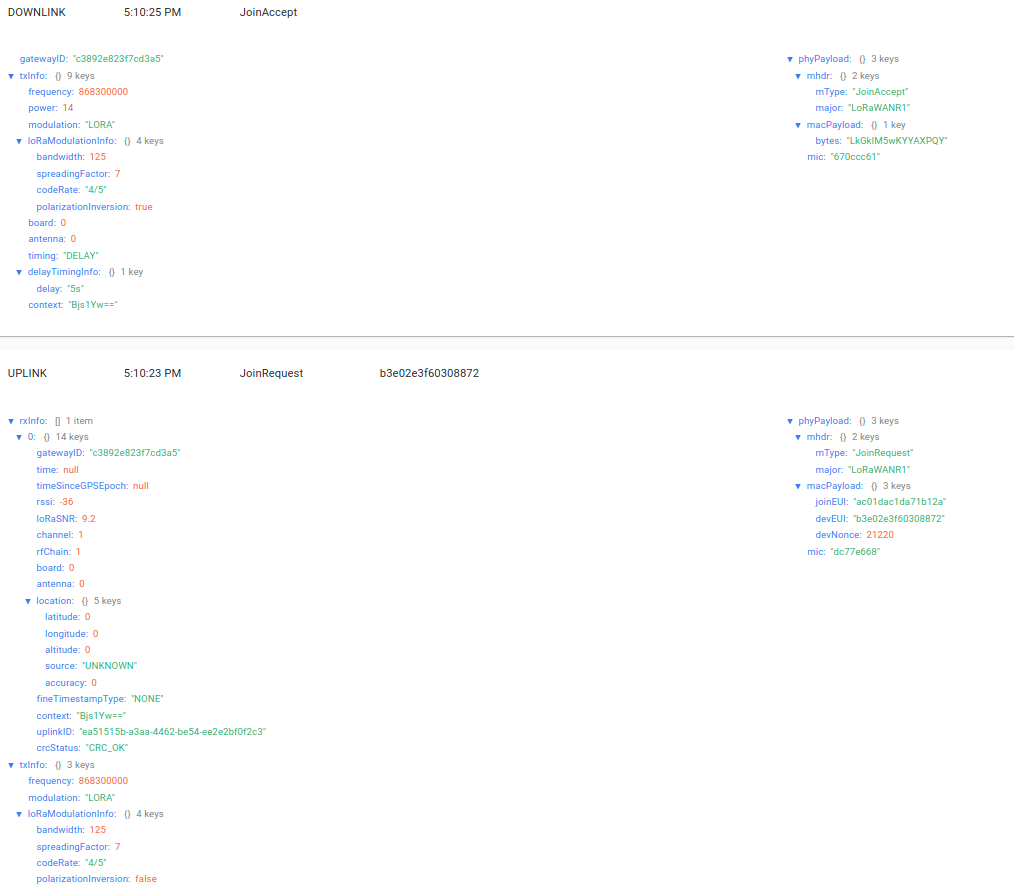 DOWNLINK 5:10:25 PM JoinAccept
gatewayID: "c3892e823f7cd3a5"
▼ txInfo: {} 9 keys
frequency: 868300000
power: 14
modulation: "LORA"
▼ loRaModulationInfo: {} 4 keys
bandwidth: 125
spreadingFactor: 7
codeRate: "4/5"
polarizationInversion: true
board: 0
antenna: 0
timing: "DELAY"
▼ delayTimingInfo: {} 1 key
delay: "5s"
context: "Bjs1Yw=="
▼ phyPayload: {} 3 keys
▼ mhdr: {} 2 keys
mType: "JoinAccept"
major: "LoRaWANR1"
▼ macPayload: {} 1 key
bytes: "LkGkIM5wKYYAXPQY"
mic: "670ccc61"
UPLINK 5:10:23 PM JoinRequest b3e02e3f60308872
▼ rxInfo: [] 1 item
▼ 0: {} 14 keys
gatewayID: "c3892e823f7cd3a5"
time: null
timeSinceGPSEpoch: null
rssi: -36
loRaSNR: 9.2
channel: 1
rfChain: 1
board: 0
antenna: 0
▼ location: {} 5 keys
latitude: 0
longitude: 0
altitude: 0
source: "UNKNOWN"
accuracy: 0
fineTimestampType: "NONE"
context: "Bjs1Yw=="
uplinkID: "ea51515b-a3aa-4462-be54-ee2e2bf0f2c3"
crcStatus: "CRC_OK"
▼ txInfo: {} 3 keys
frequency: 868300000
modulation: "LORA"
▼ loRaModulationInfo: {} 4 keys
bandwidth: 125
spreadingFactor: 7
codeRate: "4/5"
polarizationInversion: false
▼ phyPayload: {} 3 keys
▼ mhdr: {} 2 keys
mType: "JoinRequest"
major: "LoRaWANR1"
▼ macPayload: {} 3 keys
joinEUI: "ac01dac1da71b12a"
devEUI: "b3e02e3f60308872"
devNonce: 21220
mic: "dc77e668"